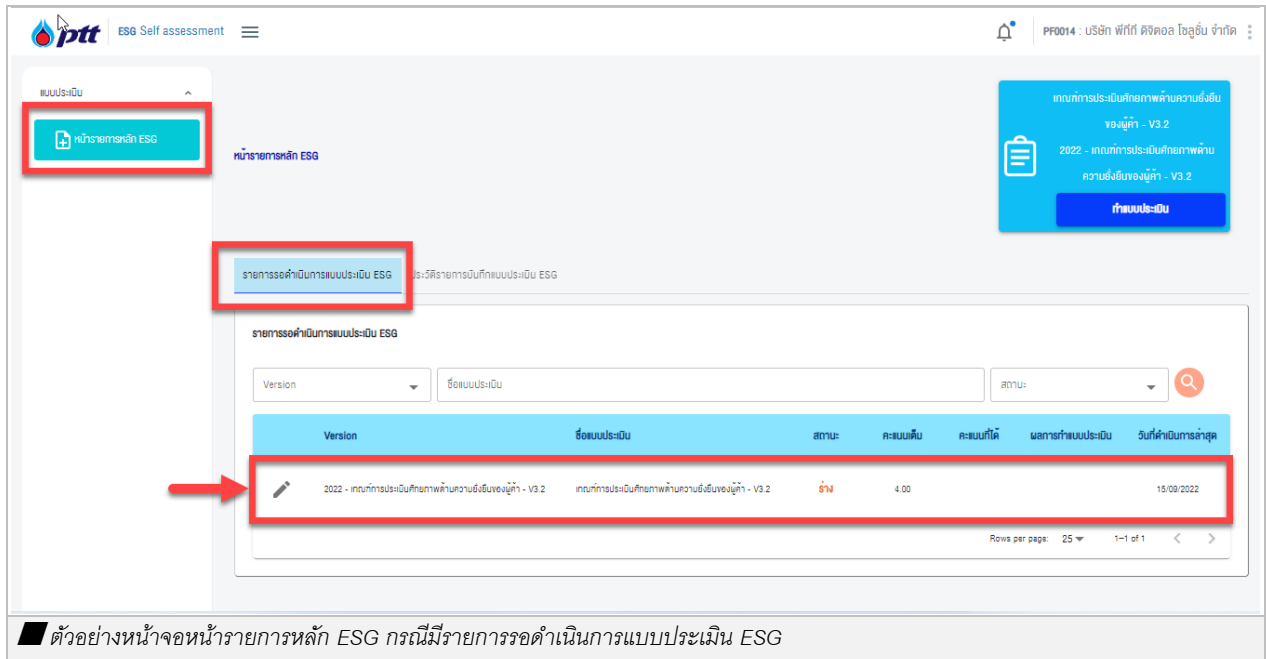 ptt ESG Self assessment
PF0014 : บริษัท พีทีที ดิจิตอล โซลูชั่น จำกัด
แบบประเมิน
หน้ารายการหลัก ESG
หน้ารายการหลัก ESG
เกณฑ์การประเมินศักยภาพด้านความยั่งยืน
ของผู้ค้า - V3.2
2022 - เกณฑ์การประเมินศักยภาพด้าน
ความยั่งยืนของผู้ค้า - V3.2
ทำแบบประเมิน
รายการรอดำเนินการแบบประเมิน ESG ประวัติรายการบันทึกแบบประเมิน ESG
รายการรอดำเนินการแบบประเมิน ESG
Version ชื่อแบบประเมิน สถานะ
Version ชื่อแบบประเมิน สถานะ คะแนนเต็ม คะแนนที่ได้ ผลการทำแบบประเมิน วันที่ดำเนินการล่าสุด
2022 - เกณฑ์การประเมินศักยภาพด้านความยั่งยืนของผู้ค้า - V3.2 เกณฑ์การประเมินศักยภาพด้านความยั่งยืนของผู้ค้า - V3.2 ร่าง 4.00 15/09/2022
Rows per page: 25 1-1 of 1
ตัวอย่างหน้าจอหน้ารายการหลัก ESG กรณีมีรายการรอดำเนินการแบบประเมิน ESG